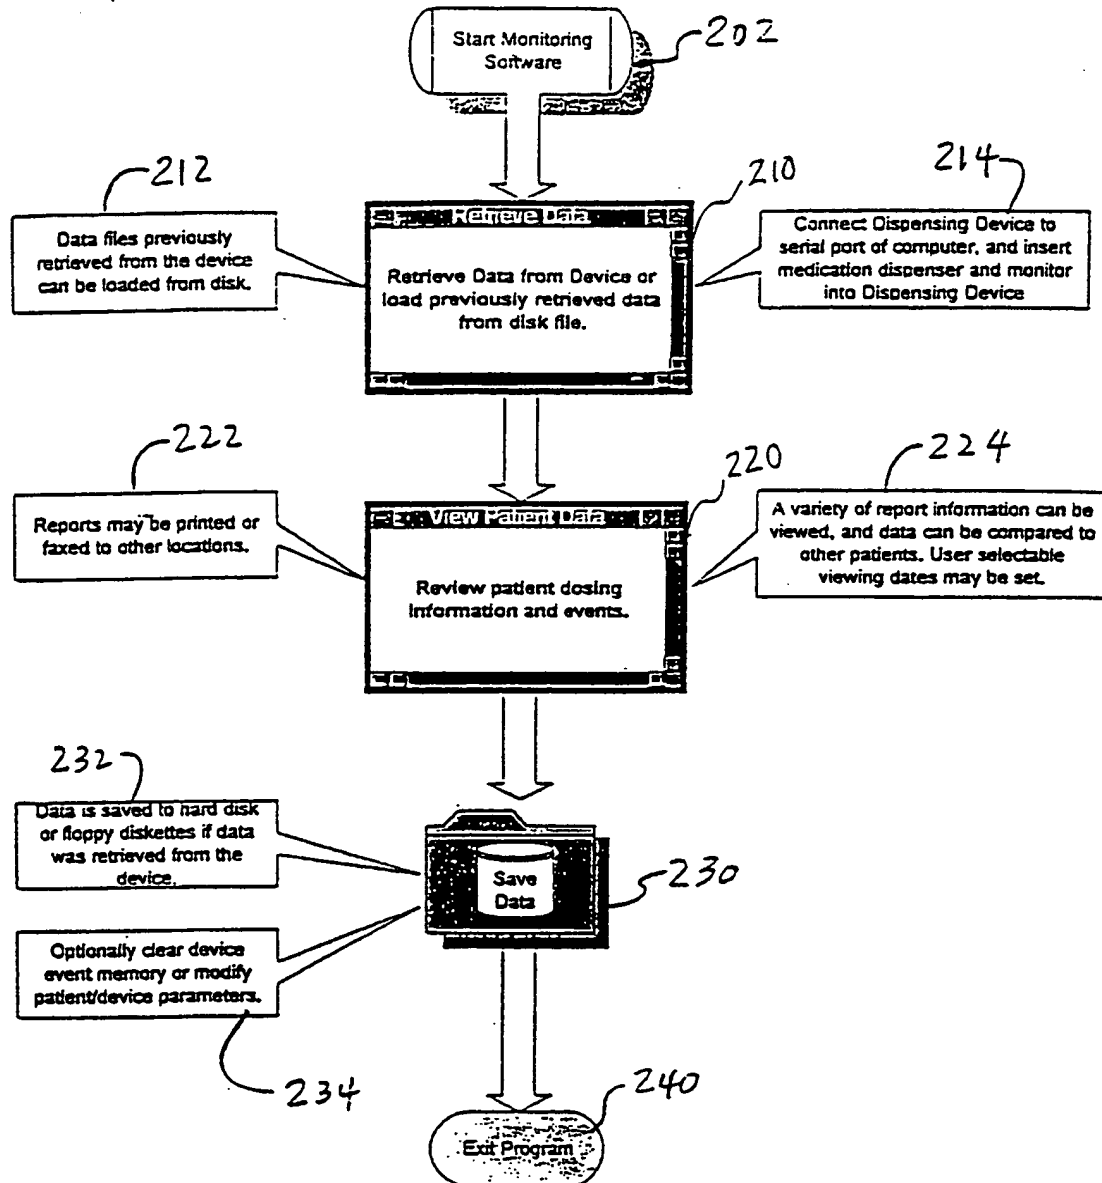 Start Monitoring
Software
202
212
Data files previously
retrieved from the device
can be loaded from disk.
Retrieve Data
210
Retrieve Data from Device or
load previously retrieved data
from disk file.
214
Connect Dispensing Device to
serial port of computer, and insert
medication dispenser and monitor
into Dispensing Device
222
Reports may be printed or
faxed to other locations.
View Patient Data
220
Review patient dosing
information and events.
224
A variety of report information can be
viewed, and data can be compared to
other patients. User selectable
viewing dates may be set.
232
Data is saved to hard disk
or floppy diskettes if data
was retrieved from the
device.
Save
Data
230
Optionally clear device
event memory or modify
patient/device parameters.
234
240
Exit Program